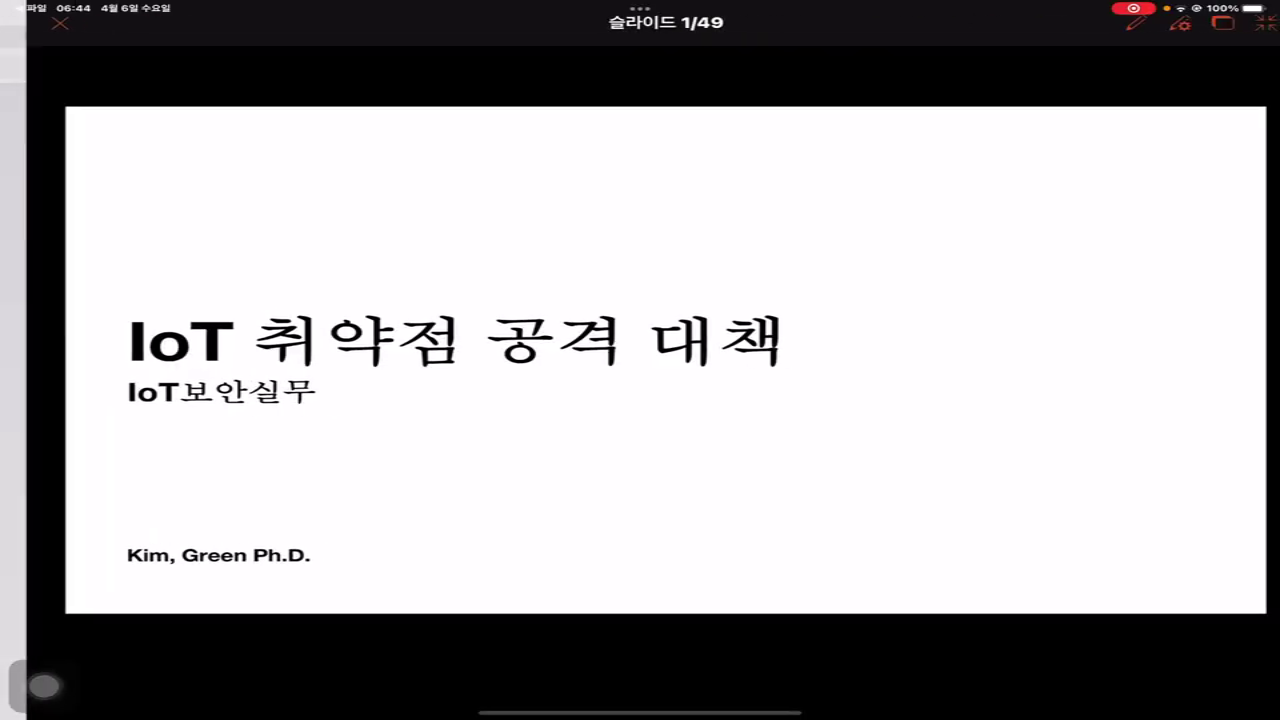 파일 06:44 4월 6일 수요일
100%
슬라이드 1/49
IoT 취약점 공격 대책
IoT보안실무
Kim, Green Ph.D.